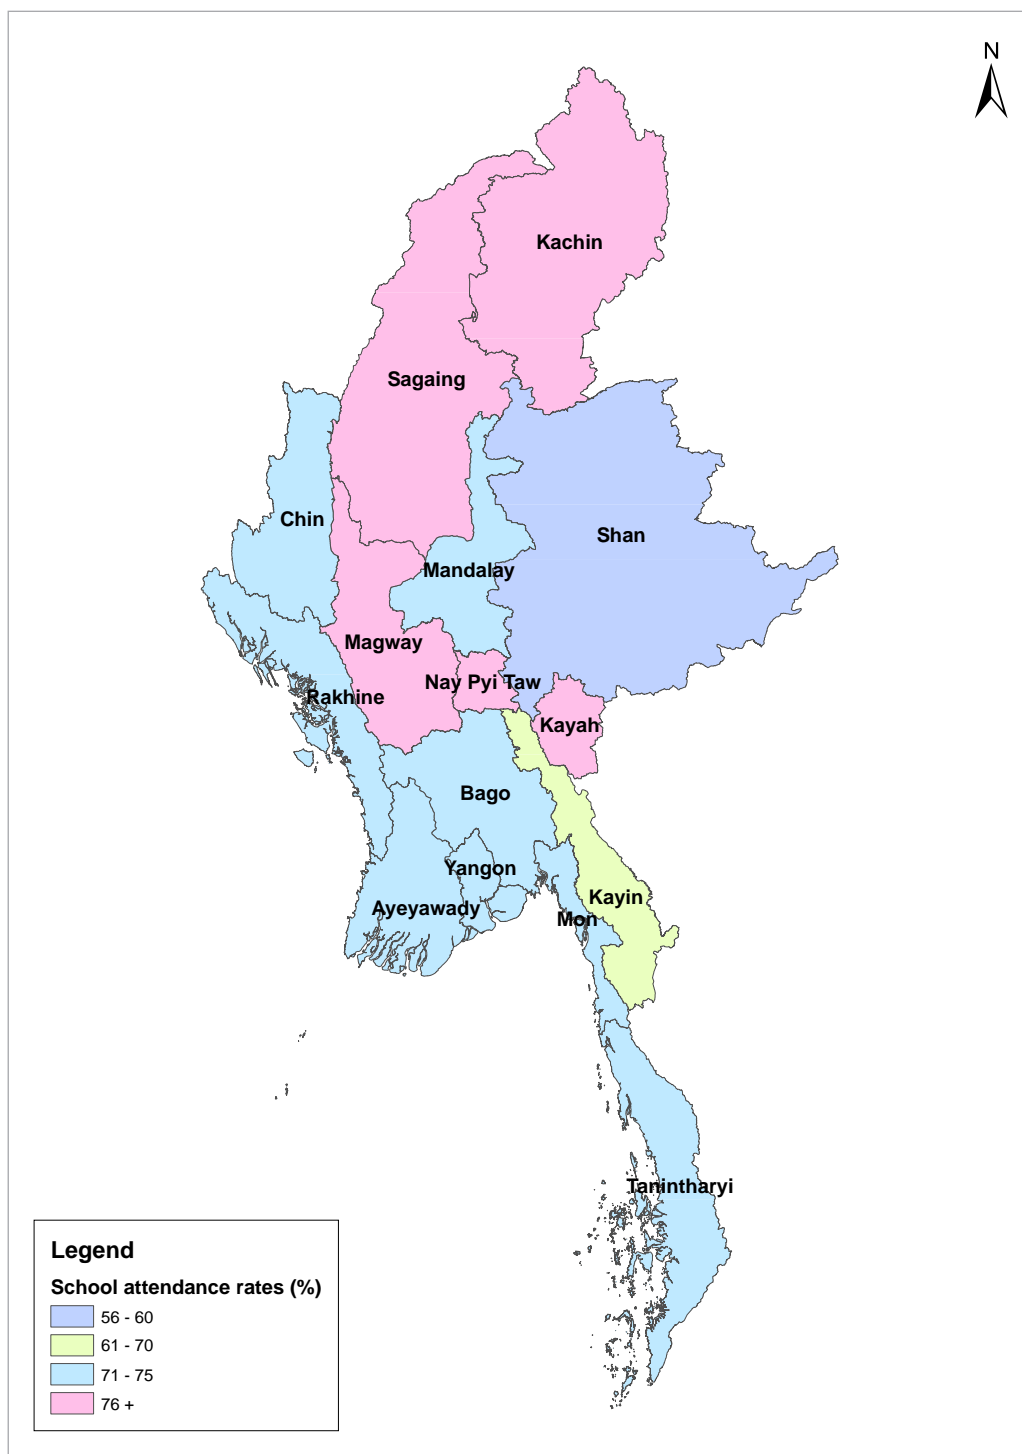 N
Kachin
Sagaing
Chin
Shan
Mandalay
Magway
Nay Pyi Taw
Rakhine
Kayah
Bago
Yangon
Kayin
Ayeyawady
Mon
Tanintharyi
Legend
School attendance rates (%)
56 - 60
61 - 70
71 - 75
76 +